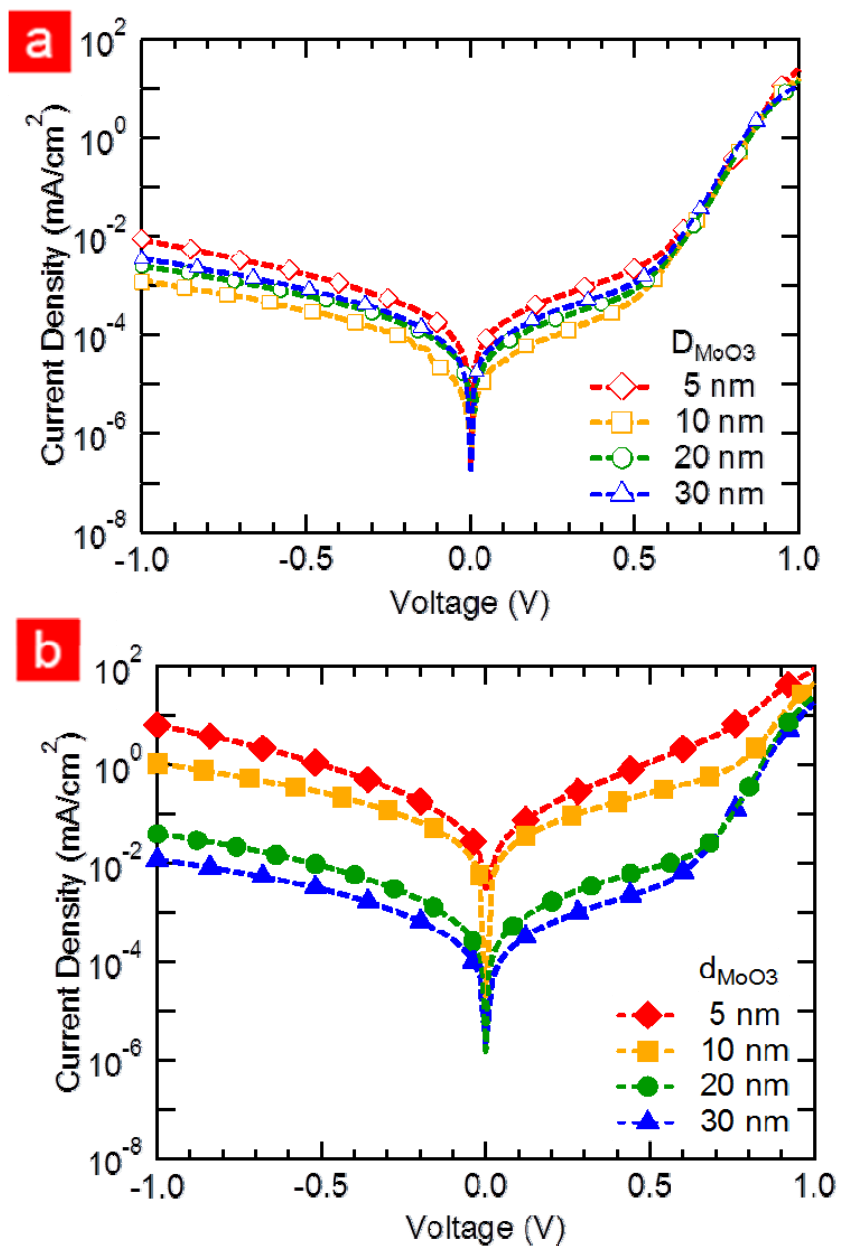 a
10^2
10^0
10^-2
10^-4
10^-6
10^-8
Current Density (mA/cm^2)
D_MoO3
5 nm
10 nm
20 nm
30 nm
-1.0 -0.5 0.0 0.5 1.0
Voltage (V)
b
10^2
10^0
10^-2
10^-4
10^-6
10^-8
Current Density (mA/cm^2)
d_MoO3
5 nm
10 nm
20 nm
30 nm
-1.0 -0.5 0.0 0.5 1.0
Voltage (V)